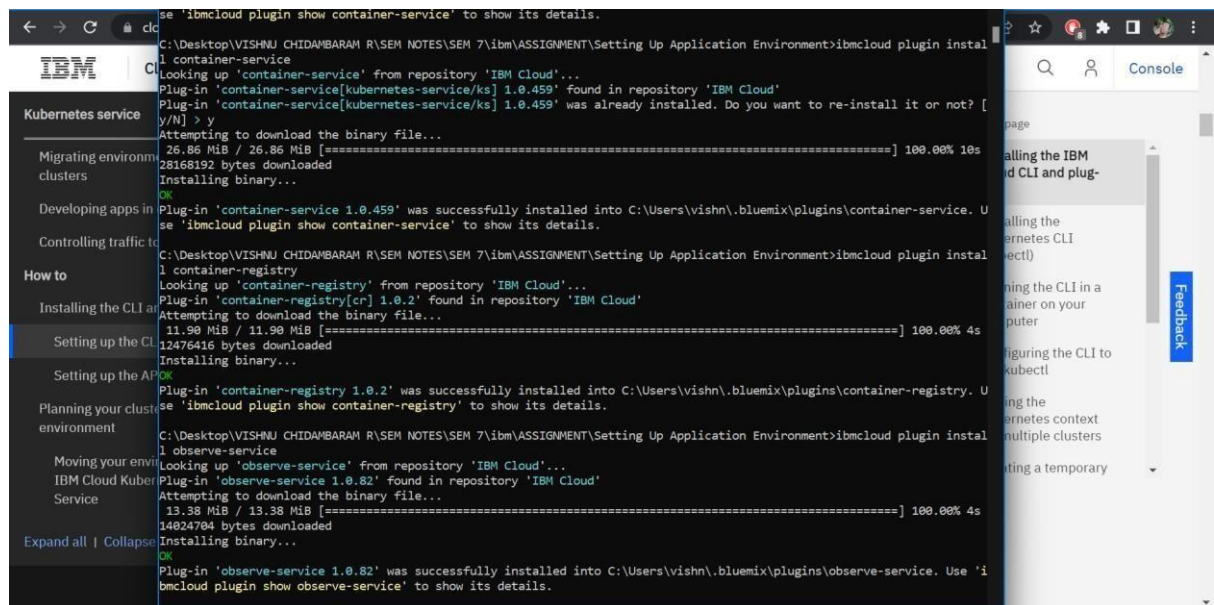 IBM
Kubernetes service
clusters
Developing apps in
Controlling traffic
How to
Installing the CLI
Setting up the
Setting up the
Planning your
environment
Moving your
IBM Cloud
Service
Expand all | Collapse
se 'ibmcloud plugin show container-service' to show its details.
C:\Desktop\VISHNU CHIDAMBARAM R\SEM NOTES\SEM 7\ibm\ASSIGNMENT\Setting Up Application Environment>ibmcloud plugin instal
l container-service
Looking up 'container-service' from repository 'IBM Cloud'...
Plug-in 'container-service[kubernetes-service/ks] 1.0.459' found in repository 'IBM Cloud'
Plug-in 'container-service[kubernetes-service/ks] 1.0.459' was already installed. Do you want to re-install it or not? [
y/N] > y
Attempting to download the binary file...
26.86 MiB / 26.86 MiB [=====================================================================================] 100.00% 10s
28168192 bytes downloaded
Installing binary...
OK
Plug-in 'container-service 1.0.459' was successfully installed into C:\Users\vishn\.bluemix\plugins\container-service. U
se 'ibmcloud plugin show container-service' to show its details.
C:\Desktop\VISHNU CHIDAMBARAM R\SEM NOTES\SEM 7\ibm\ASSIGNMENT\Setting Up Application Environment>ibmcloud plugin instal
l container-registry
Looking up 'container-registry' from repository 'IBM Cloud'...
Plug-in 'container-registry[cr] 1.0.2' found in repository 'IBM Cloud'
Attempting to download the binary file...
11.90 MiB / 11.90 MiB [======================================================================================] 100.00% 4s
12476416 bytes downloaded
Installing binary...
OK
Plug-in 'container-registry 1.0.2' was successfully installed into C:\Users\vishn\.bluemix\plugins\container-registry. U
se 'ibmcloud plugin show container-registry' to show its details.
C:\Desktop\VISHNU CHIDAMBARAM R\SEM NOTES\SEM 7\ibm\ASSIGNMENT\Setting Up Application Environment>ibmcloud plugin instal
l observe-service
Looking up 'observe-service' from repository 'IBM Cloud'...
Plug-in 'observe-service 1.0.82' found in repository 'IBM Cloud'
Attempting to download the binary file...
13.38 MiB / 13.38 MiB [======================================================================================] 100.00% 4s
14024704 bytes downloaded
Installing binary...
OK
Plug-in 'observe-service 1.0.82' was successfully installed into C:\Users\vishn\.bluemix\plugins\observe-service. Use 'i
bmcloud plugin show observe-service' to show its details.
Console
page
alling the IBM
d CLI and plug-
alling the
ernetes CLI
ectl)
ning the CLI in a
ainer on your
puter
figuring the CLI to
kubectl
ing the
ernetes context
multiple clusters
ting a temporary
Feedback